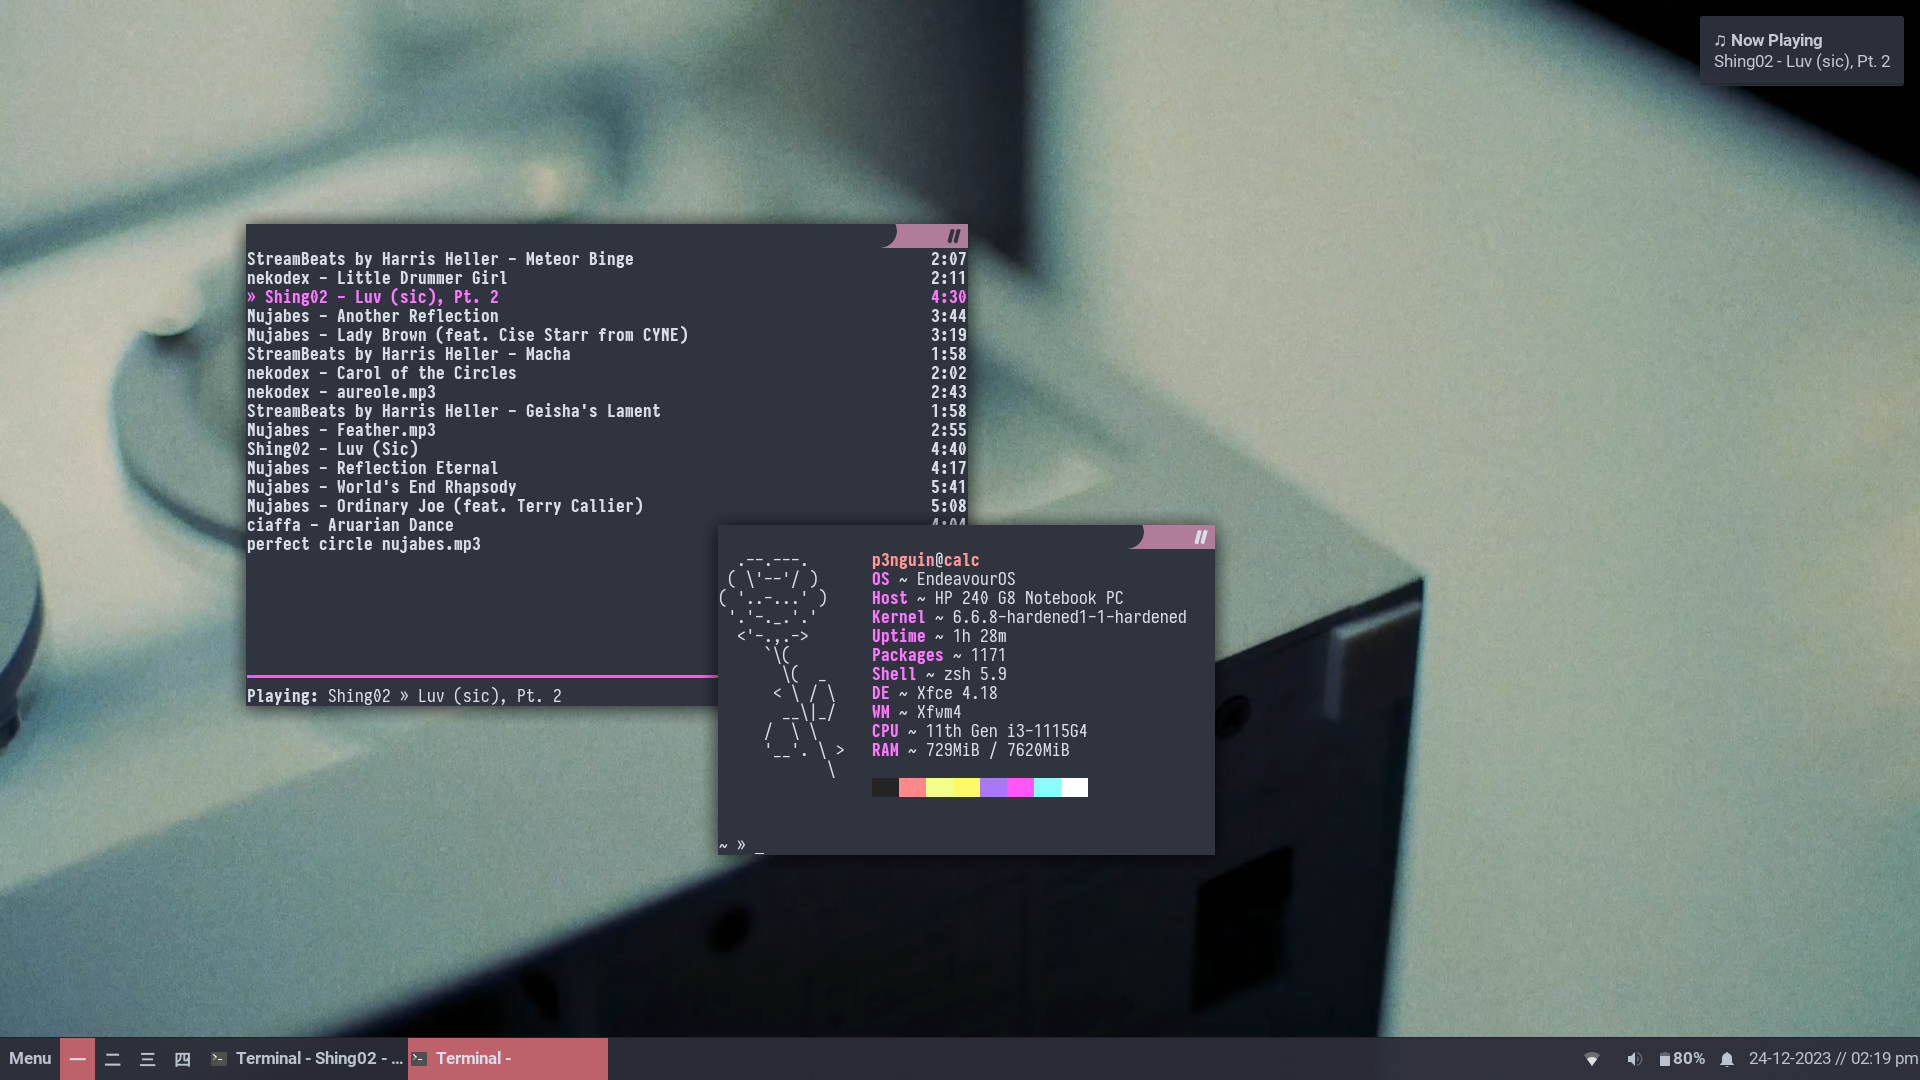 ♫ Now Playing
Shing02 - Luv (sic), Pt. 2
StreamBeats by Harris Heller - Meteor Binge 2:07
nekodex - Little Drummer Girl 2:11
» Shing02 - Luv (sic), Pt. 2 4:30
Nujabes - Another Reflection 3:44
Nujabes - Lady Brown (feat. Cise Starr from CYNE) 3:19
StreamBeats by Harris Heller - Macha 1:58
nekodex - Carol of the Circles 2:02
nekodex - aureole.mp3 2:43
StreamBeats by Harris Heller - Geisha's Lament 1:58
Nujabes - Feather.mp3 2:55
Shing02 - Luv (Sic) 4:40
Nujabes - Reflection Eternal 4:17
Nujabes - World's End Rhapsody 5:41
Nujabes - Ordinary Joe (feat. Terry Callier) 5:08
ciaffa - Aruarian Dance
perfect circle nujabes.mp3
Playing: Shing02 » Luv (sic), Pt. 2
p3nguin@calc
OS ~ EndeavourOS
Host ~ HP 240 G8 Notebook PC
Kernel ~ 6.6.8-hardened1-1-hardened
Uptime ~ 1h 28m
Packages ~ 1171
Shell ~ zsh 5.9
DE ~ Xfce 4.18
WM ~ Xfwm4
CPU ~ 11th Gen i3-1115G4
RAM ~ 729MiB / 7620MiB
~ » _
Menu 一 二 三 四 Terminal - Shing02 - ... Terminal - 80% 24-12-2023 // 02:19 pm